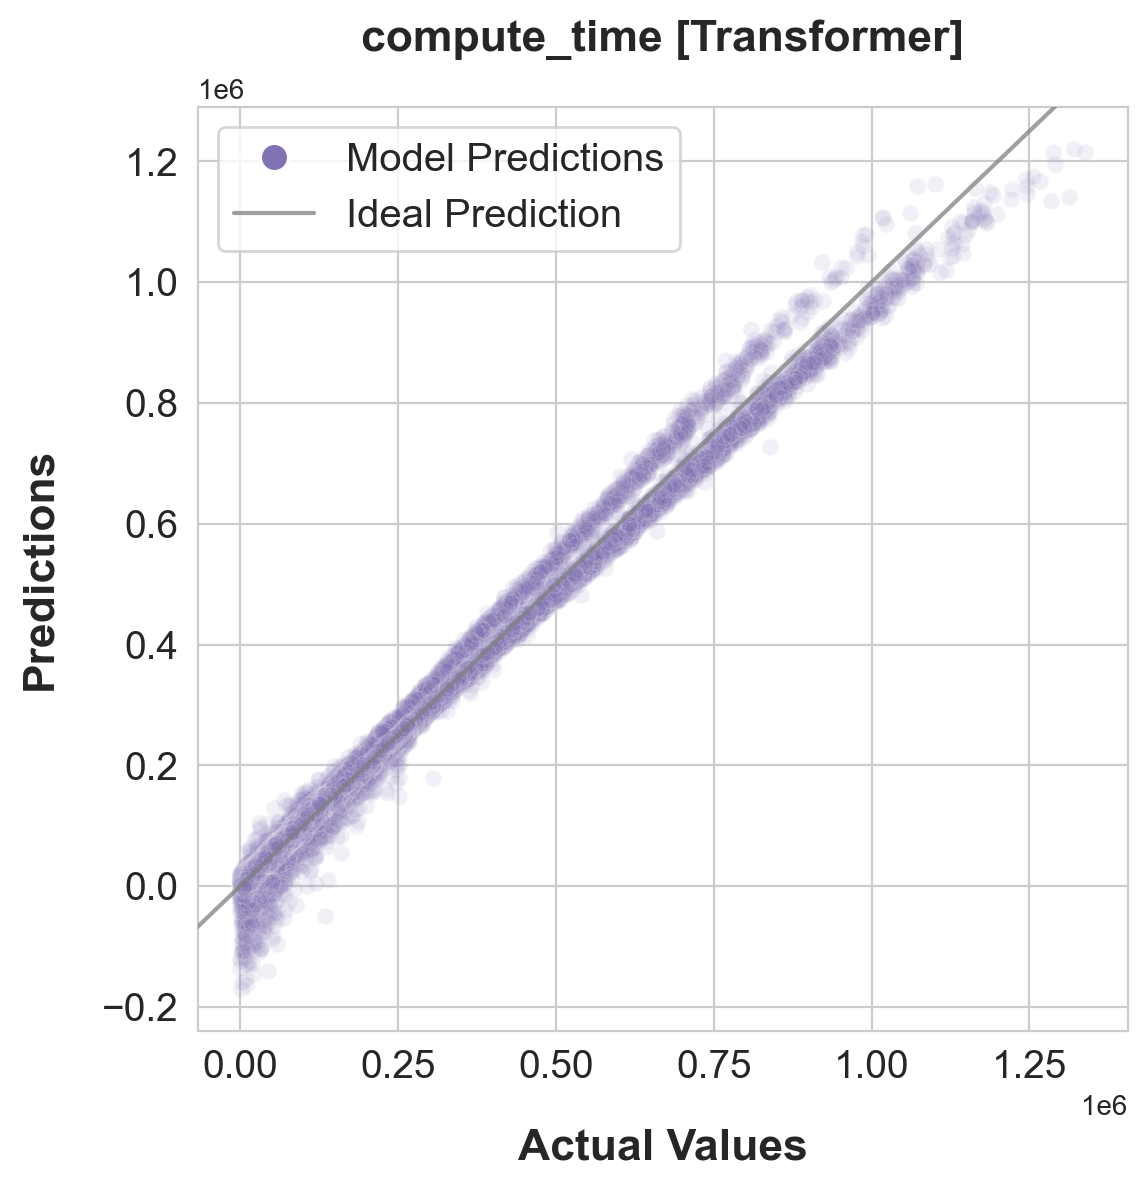 compute_time [Transformer]
1e6
Model Predictions
Ideal Prediction
1.2
1.0
0.8
0.6
0.4
0.2
0.0
−0.2
Predictions
0.00 0.25 0.50 0.75 1.00 1.25
1e6
Actual Values